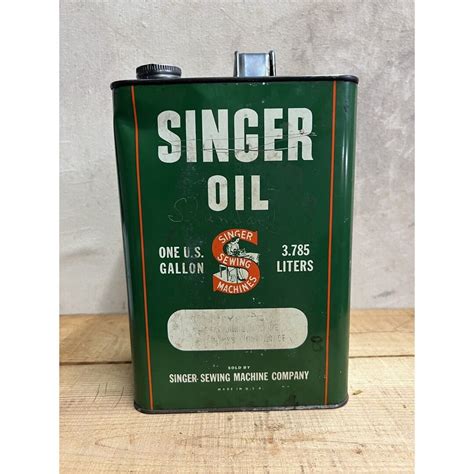 SINGER
OIL
ONE U.S.
GALLON
SINGER
SEWING
MACHINES
3.785
LITERS
SOLD BY
SINGER SEWING MACHINE COMPANY
MADE IN U.S.A.